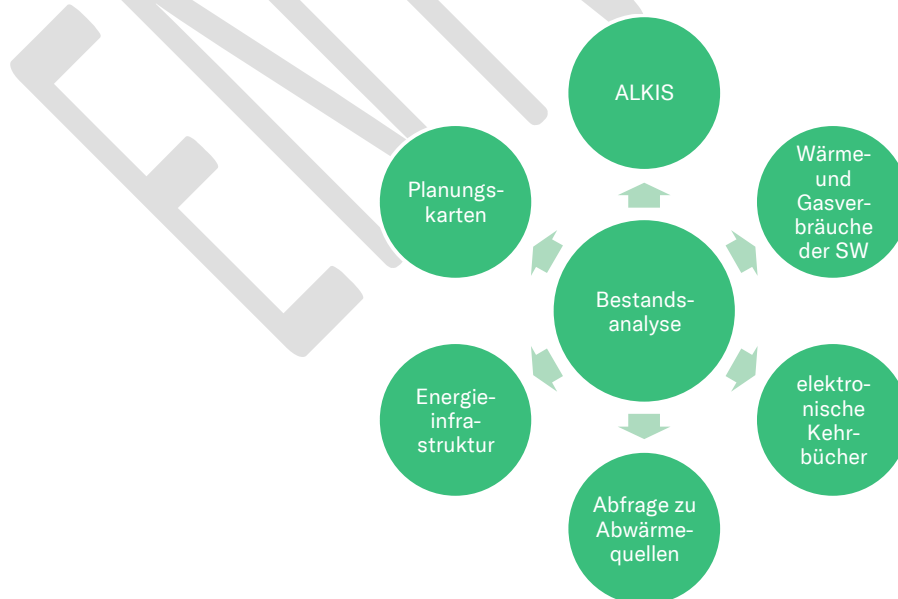 ALKIS
Wärme-
und
Gasver-
bräuche
der SW
Planungs-
karten
Bestands-
analyse
elektro-
nische
Kehr-
bücher
Energie-
infra-
struktur
Abfrage zu
Abwärme-
quellen